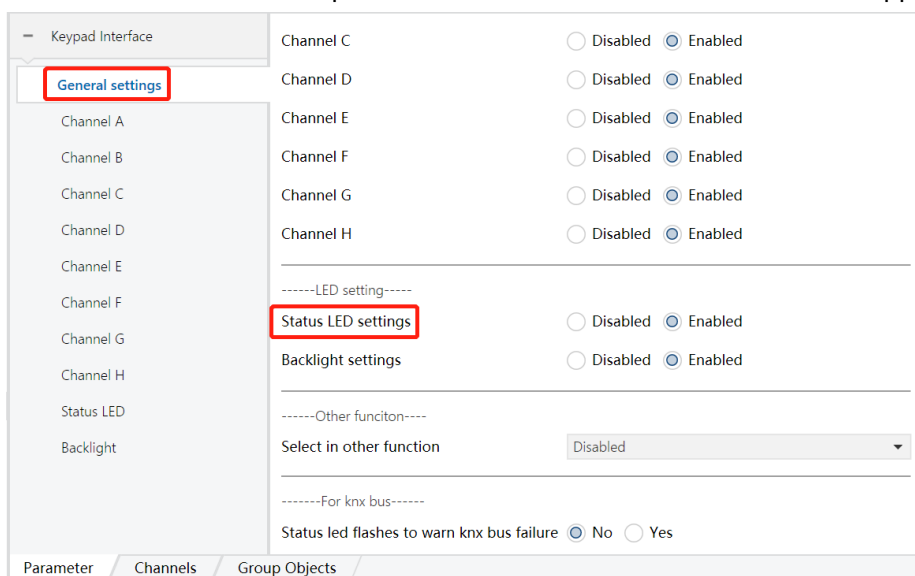 Keypad Interface
General settings
Channel A
Channel B
Channel C
Channel D
Channel E
Channel F
Channel G
Channel H
Status LED
Backlight
Channel C Disabled Enabled
Channel D Disabled Enabled
Channel E Disabled Enabled
Channel F Disabled Enabled
Channel G Disabled Enabled
Channel H Disabled Enabled
------LED setting-----
Status LED settings Disabled Enabled
Backlight settings Disabled Enabled
------Other funciton----
Select in other function Disabled
-------For knx bus------
Status led flashes to warn knx bus failure No Yes
Parameter Channels Group Objects